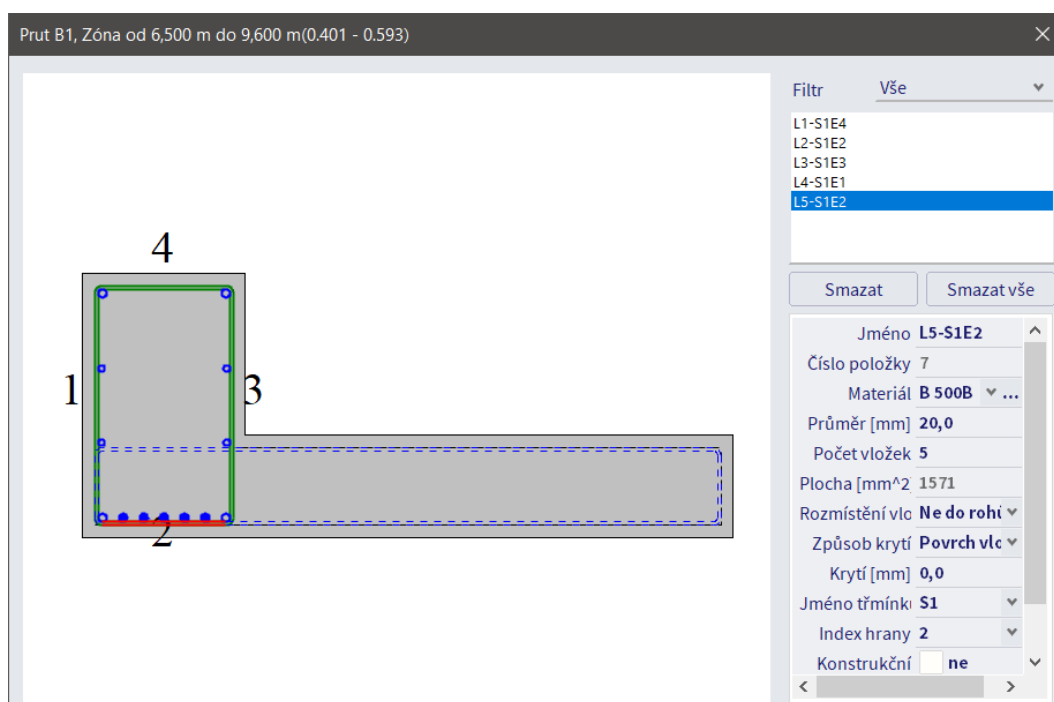 Prut B1, Zóna od 6,500 m do 9,600 m(0.401 - 0.593)
Filtr Vše
L1-S1E4
L2-S1E2
L3-S1E3
L4-S1E1
L5-S1E2
Smazat Smazat vše
4
1
3
2
Jméno L5-S1E2
Číslo položky 7
Materiál B 500B ...
Průměr [mm] 20,0
Počet vložek 5
Plocha [mm^2] 1571
Rozmístění vlo Ne do rohů
Způsob krytí Povrch vlo
Krytí [mm] 0,0
Jméno třmínku S1
Index hrany 2
Konstrukční ne